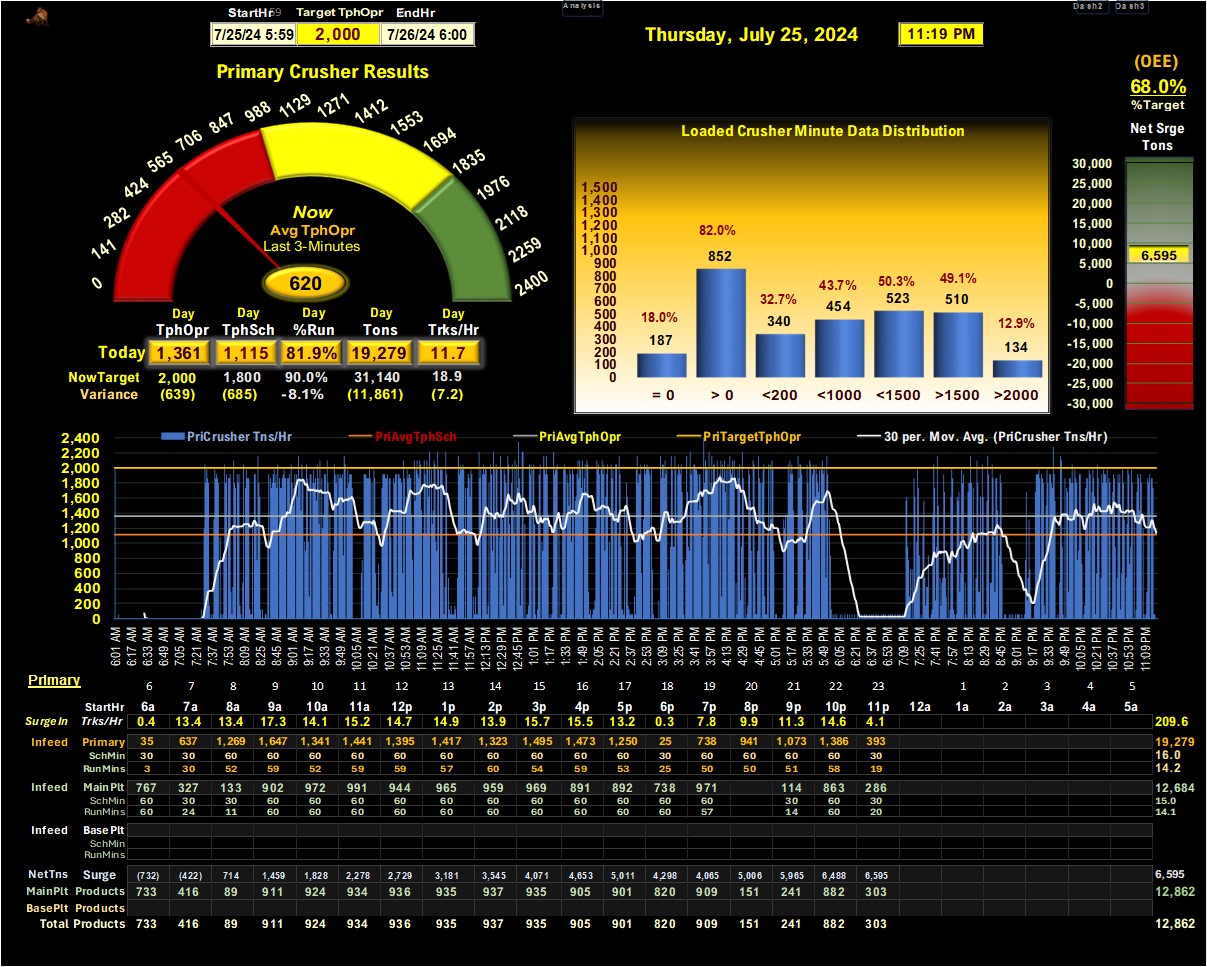 StartHr59 Target TphOpr EndHr
7/25/24 5:59 2,000 7/26/24 6:00
Analysis
Dash2 Dash3
Thursday, July 25, 2024 11:19 PM
Primary Crusher Results
0 141 282 424 565 706 847 988 1129 1271 1412 1553 1694 1835 1976 2118 2259 2400
Now
Avg TphOpr
Last 3-Minutes
620
Day Day Day Day Day
TphOpr TphSch %Run Tons Trks/Hr
Today 1,361 1,115 81.9% 19,279 11.7
NowTarget 2,000 1,800 90.0% 31,140 18.9
Variance (639) (685) -8.1% (11,861) (7.2)
Loaded Crusher Minute Data Distribution
1,500
1,400
1,300
1,200
1,100
1,000
900
800
700
600
500
400
300
200
100
0
18.0% 82.0% 32.7% 43.7% 50.3% 49.1% 12.9%
187 852 340 454 523 510 134
= 0 > 0 <200 <1000 <1500 >1500 >2000
(OEE)
68.0%
%Target
Net Srge
Tons
30,000
25,000
20,000
15,000
10,000
5,000
0
-5,000
-10,000
-15,000
-20,000
-25,000
-30,000
6,595
PriCrusher Tns/Hr PriAvgTphSch PriAvgTphOpr PriTargetTphOpr 30 per. Mov. Avg. (PriCrusher Tns/Hr)
2,400
2,200
2,000
1,800
1,600
1,400
1,200
1,000
800
600
400
200
0
6:01 AM 6:17 AM 6:33 AM 6:49 AM 7:05 AM 7:21 AM 7:37 AM 7:53 AM 8:09 AM 8:25 AM 8:45 AM 9:01 AM 9:17 AM 9:33 AM 9:49 AM 10:05 AM 10:21 AM 10:37 AM 10:53 AM 11:09 AM 11:25 AM 11:41 AM 11:57 AM 12:13 PM 12:29 PM 12:45 PM 1:01 PM 1:17 PM 1:33 PM 1:49 PM 2:05 PM 2:21 PM 2:37 PM 2:53 PM 3:09 PM 3:25 PM 3:41 PM 3:57 PM 4:13 PM 4:29 PM 4:45 PM 5:01 PM 5:17 PM 5:33 PM 5:49 PM 6:05 PM 6:21 PM 6:37 PM 6:53 PM 7:09 PM 7:25 PM 7:41 PM 7:57 PM 8:13 PM 8:29 PM 8:45 PM 9:01 PM 9:17 PM 9:33 PM 9:49 PM 10:05 PM 10:21 PM 10:37 PM 10:53 PM 11:09 PM
Primary 6 7 8 9 10 11 12 13 14 15 16 17 18 19 20 21 22 23 1 2 3 4 5
StartHr 6a 7a 8a 9a 10a 11a 12p 1p 2p 3p 4p 5p 6p 7p 8p 9p 10p 11p 12a 1a 2a 3a 4a 5a
SurgeIn Trks/Hr 0.4 13.4 13.4 17.3 14.1 15.2 14.7 14.9 13.9 15.7 15.5 13.2 0.3 7.8 9.9 11.3 14.6 4.1 209.6
Infeed Primary 35 637 1,269 1,647 1,341 1,441 1,395 1,417 1,323 1,495 1,473 1,250 25 738 941 1,073 1,386 393 19,279
SchMin 30 30 60 60 60 60 60 60 60 60 60 60 30 60 60 60 60 30 16.0
RunMins 3 30 52 59 52 59 59 57 60 54 59 53 25 50 50 51 58 19 14.2
Infeed MainPlt 767 327 133 902 972 991 944 965 959 969 891 892 738 971 114 863 286 12,684
SchMin 60 30 30 60 60 60 60 60 60 60 60 60 60 60 30 60 30 15.0
RunMins 60 24 11 60 60 60 60 60 60 60 60 60 60 57 14 60 20 14.1
Infeed Base Plt
SchMin
RunMins
NetTns Surge (732) (422) 714 1,459 1,828 2,278 2,729 3,181 3,545 4,071 4,653 5,011 4,298 4,065 5,006 5,965 6,488 6,595 6,595
MainPlt Products 733 416 89 911 924 934 936 935 937 935 905 901 820 909 151 241 882 303 12,862
BasePlt Products
Total Products 733 416 89 911 924 934 936 935 937 935 905 901 820 909 151 241 882 303 12,862